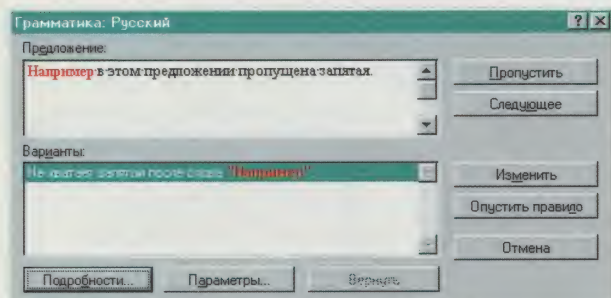 Грамматика: Русский
? ×
Предложение:
Например в этом предложении пропущена запятая.
Пропустить
Следующее
Варианты:
Не хватает запятой после слова "Например"
Изменить
Опустить правило
Отмена
Подробности...
Параметры...
Вернуть